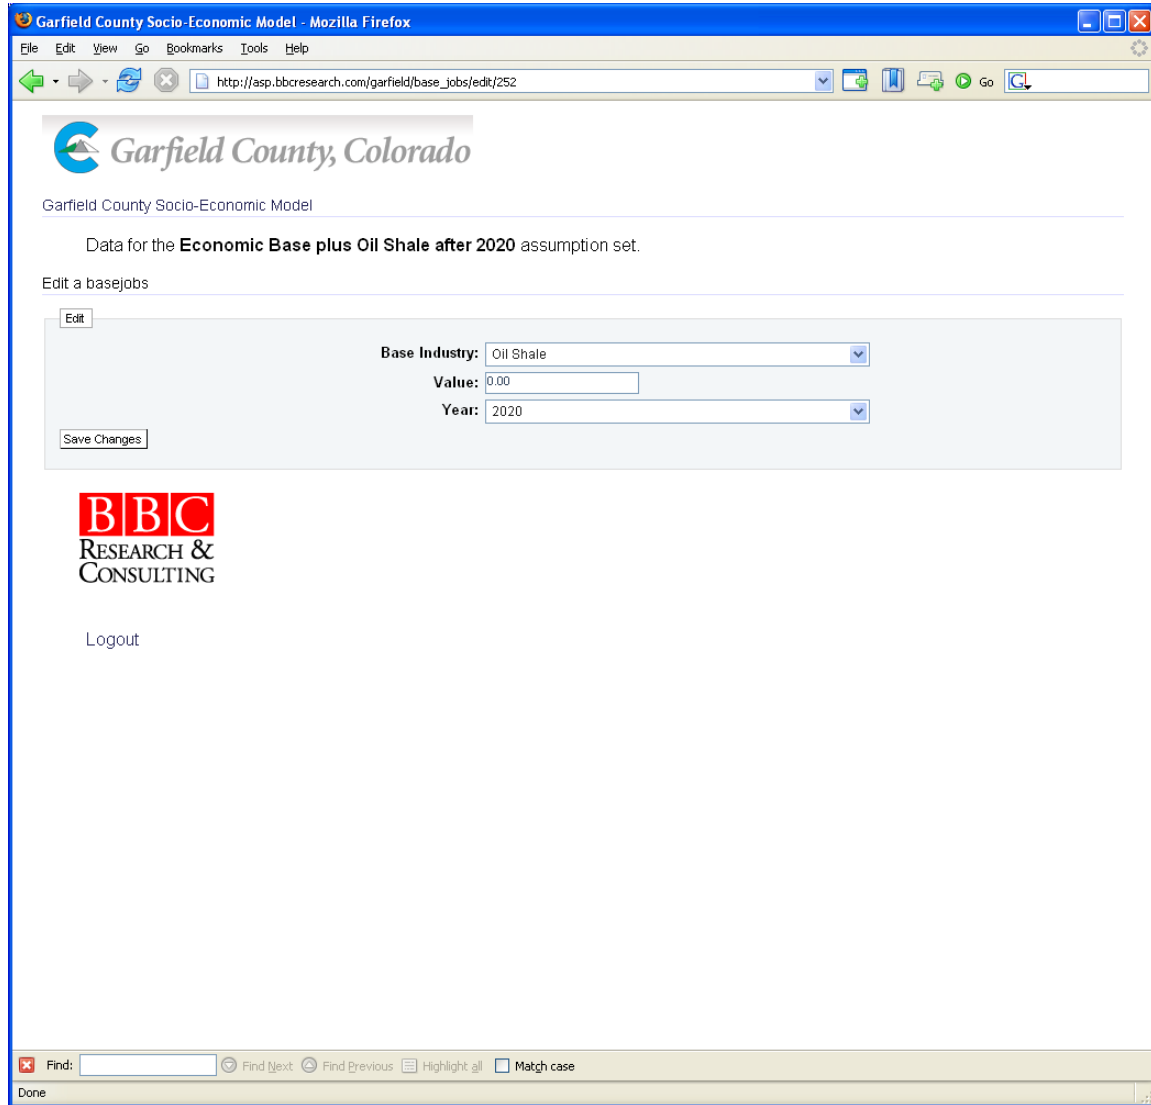 Garfield County Socio-Economic Model - Mozilla Firefox
File Edit View Go Bookmarks Tools Help
http://asp.bbcresearch.com/garfield/base_jobs/edit/252 Go G
Garfield County, Colorado
Garfield County Socio-Economic Model
Data for the Economic Base plus Oil Shale after 2020 assumption set.
Edit a basejobs
Edit
Base Industry: Oil Shale
Value: 0.00
Year: 2020
Save Changes
BBC
RESEARCH &
CONSULTING
Logout
Find: Find Next Find Previous Highlight all Match case
Done